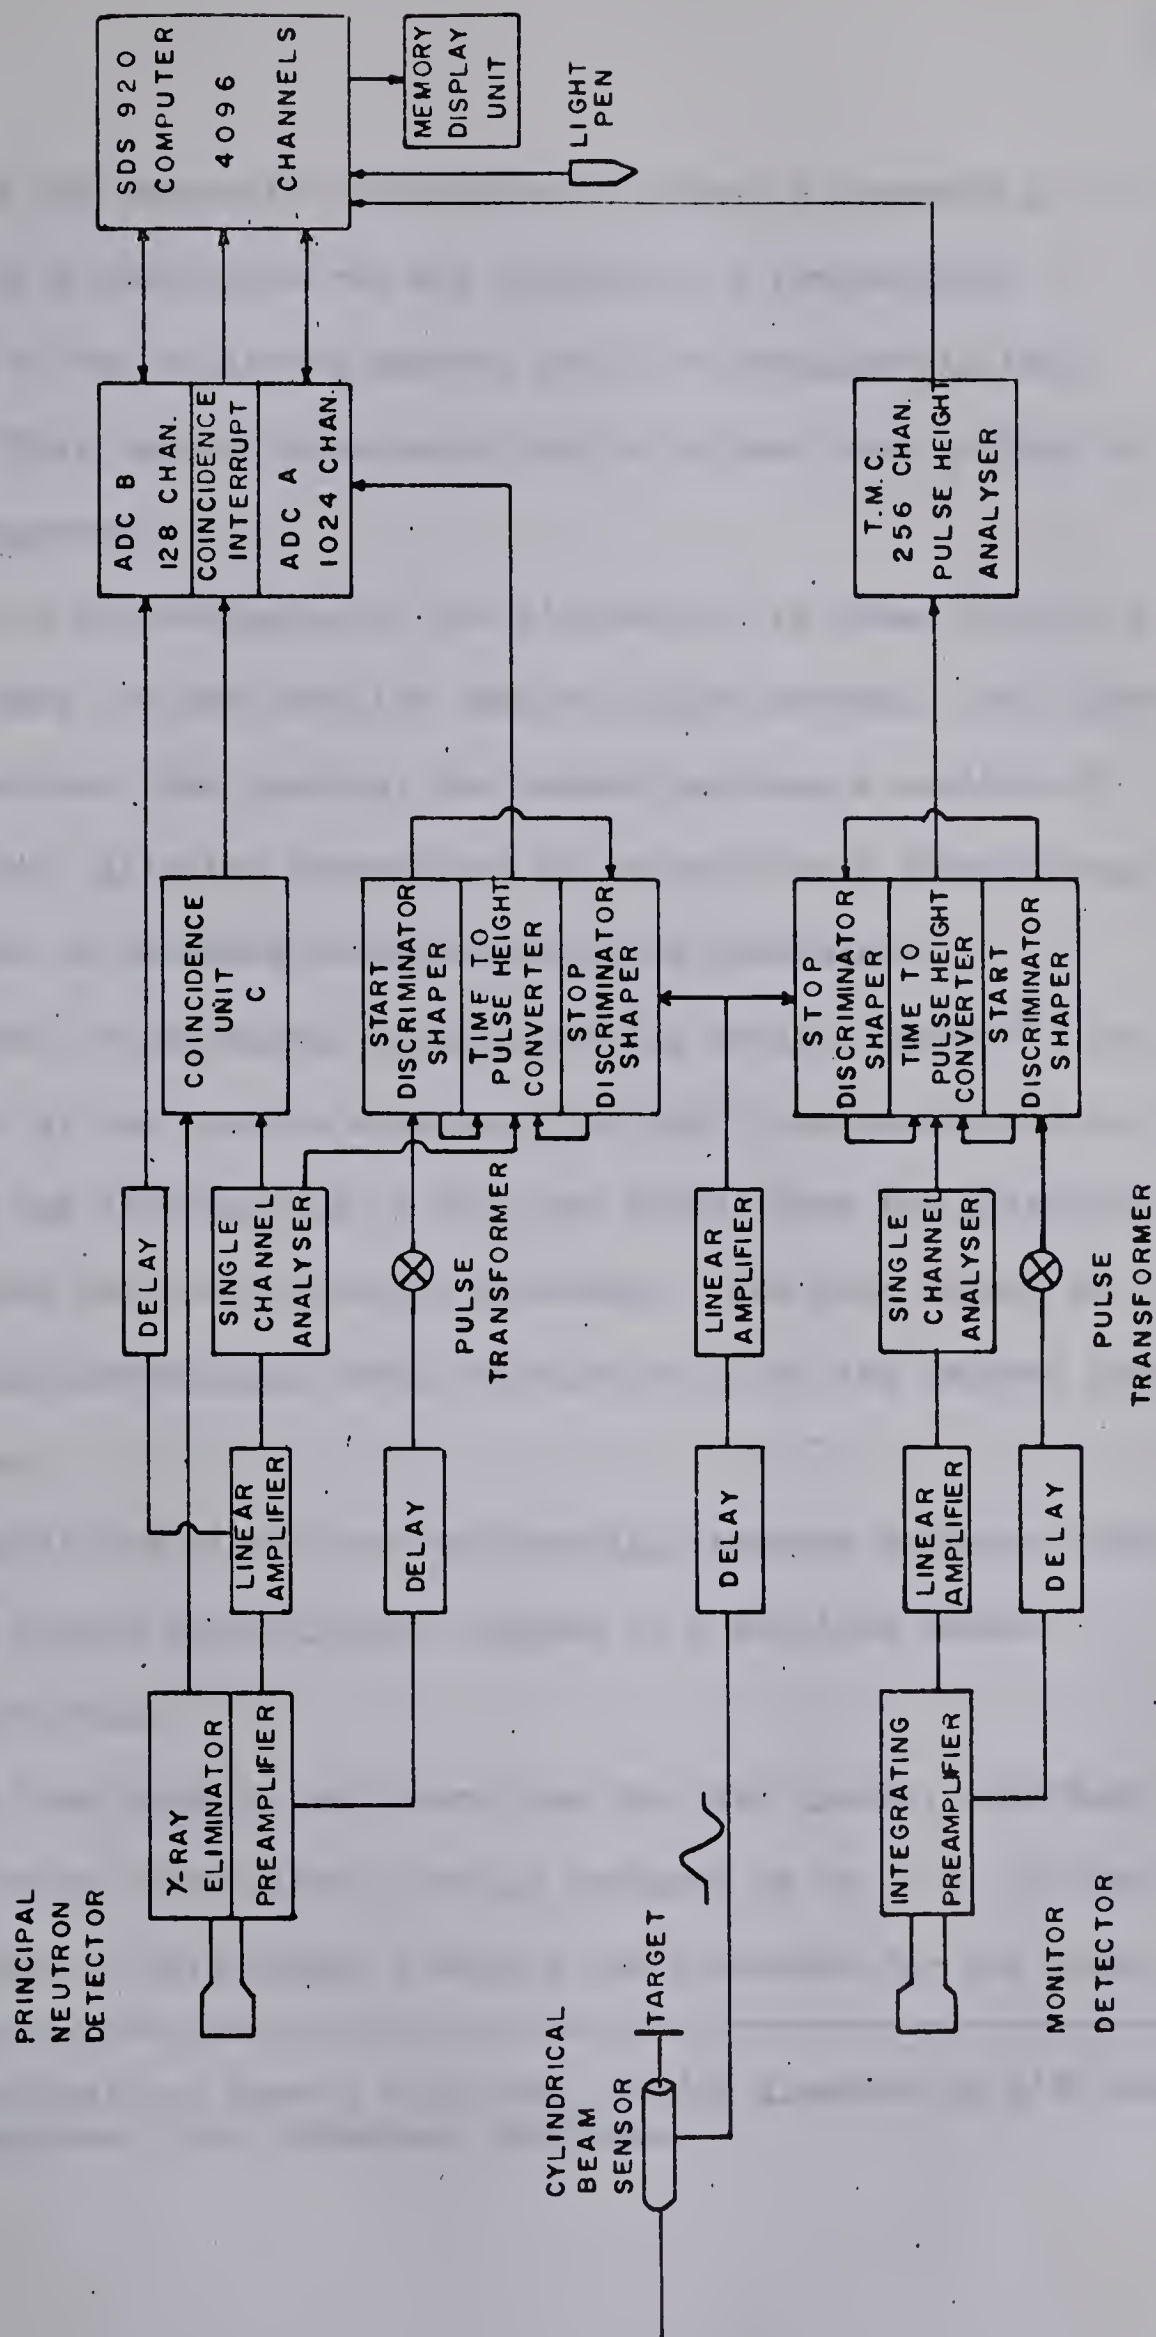 PRINCIPAL
NEUTRON
DETECTOR
γ-RAY
ELIMINATOR
PREAMPLIFIER
LINEAR
AMPLIFIER
DELAY
DELAY
SINGLE
CHANNEL
ANALYSER
PULSE
TRANSFORMER
COINCIDENCE
UNIT
C
START
DISCRIMINATOR
SHAPER
TIME TO
PULSE HEIGHT
CONVERTER
STOP
DISCRIMINATOR
SHAPER
ADC B
128 CHAN.
COINCIDENCE
INTERRUPT
ADC A
1024 CHAN.
SDS 920
COMPUTER
4096
CHANNELS
MEMORY
DISPLAY
UNIT
LIGHT
PEN
CYLINDRICAL
BEAM
SENSOR
TARGET
DELAY
LINEAR
AMPLIFIER
MONITOR
DETECTOR
INTEGRATING
PREAMPLIFIER
LINEAR
AMPLIFIER
DELAY
SINGLE
CHANNEL
ANALYSER
PULSE
TRANSFORMER
STOP
DISCRIMINATOR
SHAPER
TIME TO
PULSE HEIGHT
CONVERTER
START
DISCRIMINATOR
SHAPER
T.M.C.
256 CHAN.
PULSE HEIGHT
ANALYSER